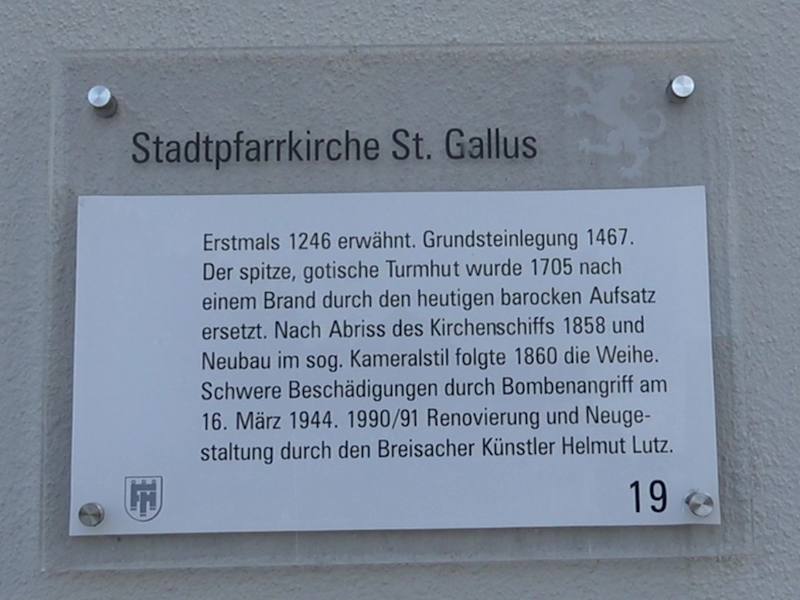 Stadtpfarrkirche St. Gallus
Erstmals 1246 erwähnt. Grundsteinlegung 1467.
Der spitze, gotische Turmhut wurde 1705 nach
einem Brand durch den heutigen barocken Aufsatz
ersetzt. Nach Abriss des Kirchenschiffs 1858 und
Neubau im sog. Kameralstil folgte 1860 die Weihe.
Schwere Beschädigungen durch Bombenangriff am
16. März 1944. 1990/91 Renovierung und Neuge-
staltung durch den Breisacher Künstler Helmut Lutz.
19